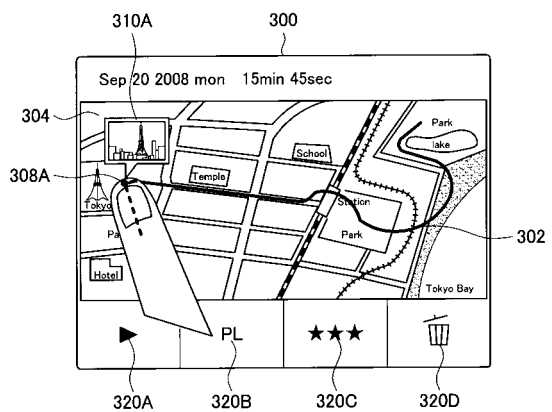 310A
300
Sep 20 2008 mon 15min 45sec
304
Park
lake
School
308A
Temple
Tokyo
Station
302
Pa
Park
Hotel
Tokyo Bay
PL
★★★
320A
320B
320C
320D